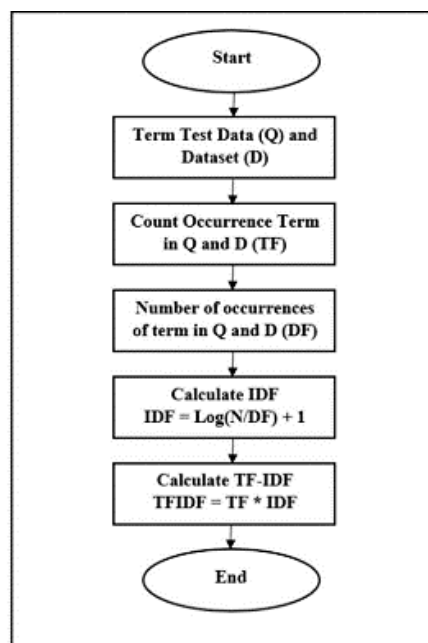 Start
Term Test Data (Q) and
Dataset (D)
Count Occurrence Term
in Q and D (TF)
Number of occurrences
of term in Q and D (DF)
Calculate IDF
IDF = Log(N/DF) + 1
Calculate TF-IDF
TFIDF = TF * IDF
End